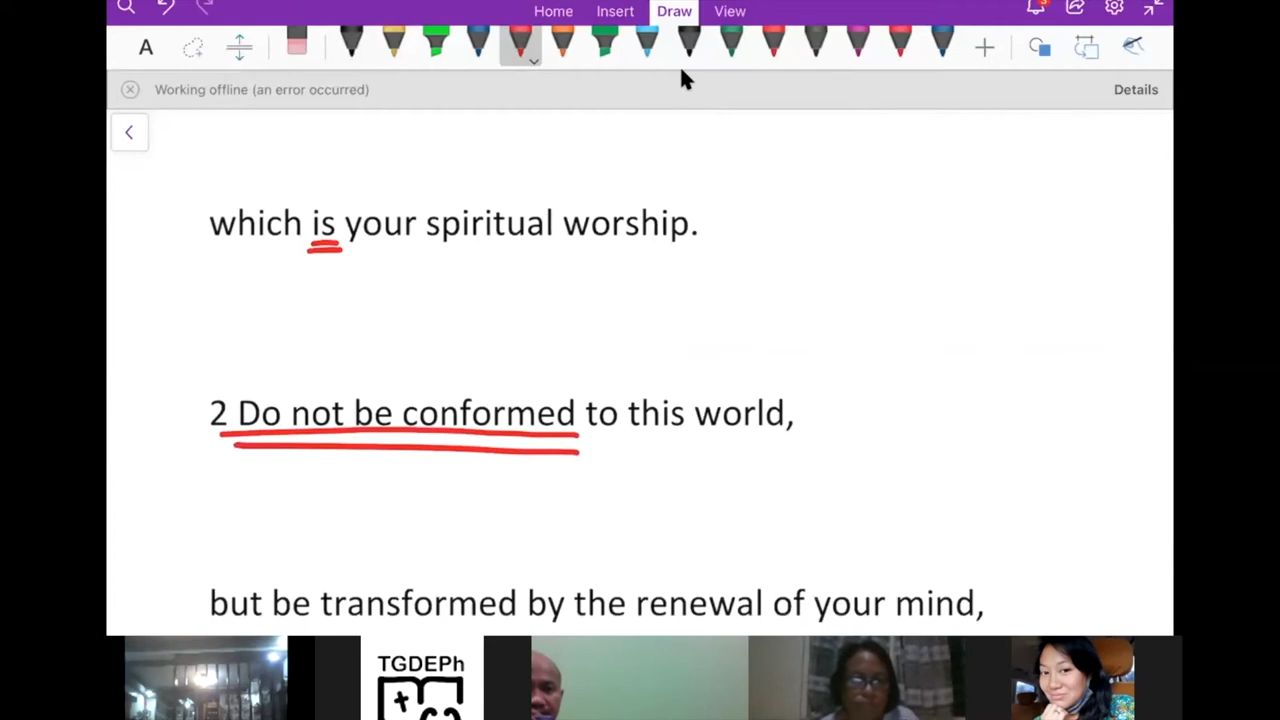 Home Insert Draw View
3
A
Working offline (an error occurred) Details
which is your spiritual worship.
2 Do not be conformed to this world,
but be transformed by the renewal of your mind,
TGDEPh